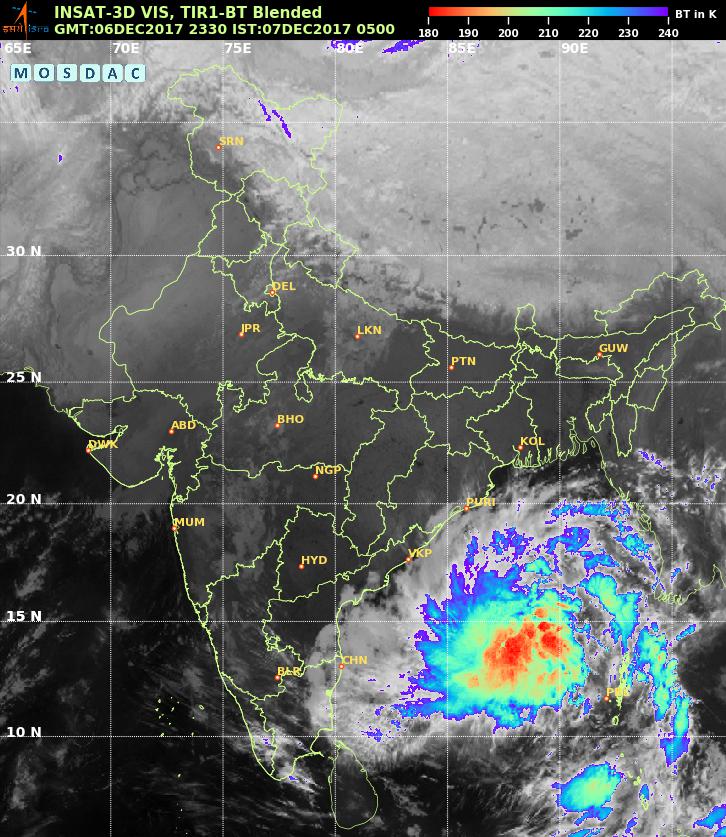 INSAT-3D VIS, TIR1-BT Blended
GMT:06DEC2017 2330 IST:07DEC2017 0500
BT in K
180 190 200 210 220 230 240
65E 70E 75E 80E 85E 90E
MOSDAC
SRN
30 N
DEL
JPR
LKN
GUW
PTN
25 N
BHO
ABD
KOL
DWK
NGP
20 N
PURI
MUM
VKP
HYD
15 N
CHN
BLR
10 N